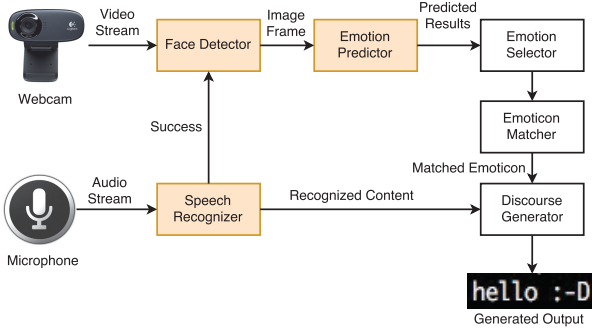 Video
Stream
Face Detector
Image
Frame
Emotion
Predictor
Predicted
Results
Emotion
Selector
Webcam
Success
Emoticon
Matcher
Matched Emoticon
Audio
Stream
Speech
Recognizer
Recognized Content
Discourse
Generator
Microphone
hello :-D
Generated Output